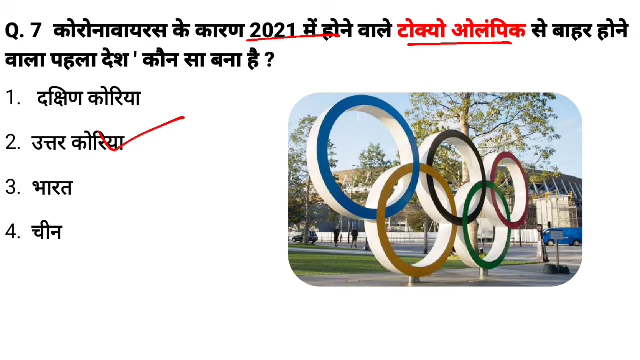 Q. 7 कोरोनावायरस के कारण 2021 में होने वाले टोक्यो ओलंपिक से बाहर होने
वाला पहला देश ' कौन सा बना है ?
1. दक्षिण कोरिया
2. उत्तर कोरिया
3. भारत
4. चीन